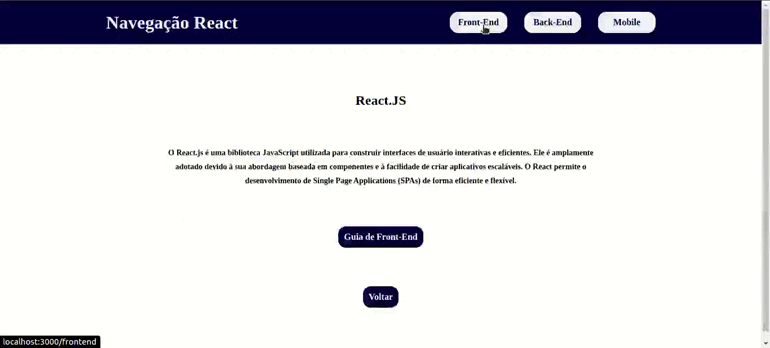 Navegação React
Front-End
Back-End
Mobile
React.JS
O React.js é uma biblioteca JavaScript utilizada para construir interfaces de usuário interativas e eficientes. Ele é amplamente
adotado devido à sua abordagem baseada em componentes e à facilidade de criar aplicativos escaláveis. O React permite o
desenvolvimento de Single Page Applications (SPAs) de forma eficiente e flexível.
Guia de Front-End
Voltar
localhost:3000/frontend